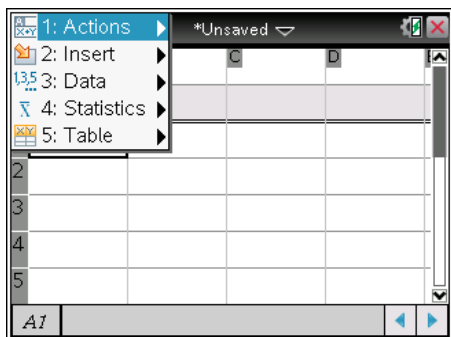 1: Actions
*Unsaved
2: Insert
C
D
E
1,3,5 3: Data
x̄ 4: Statistics
5: Table
2
3
4
5
A1